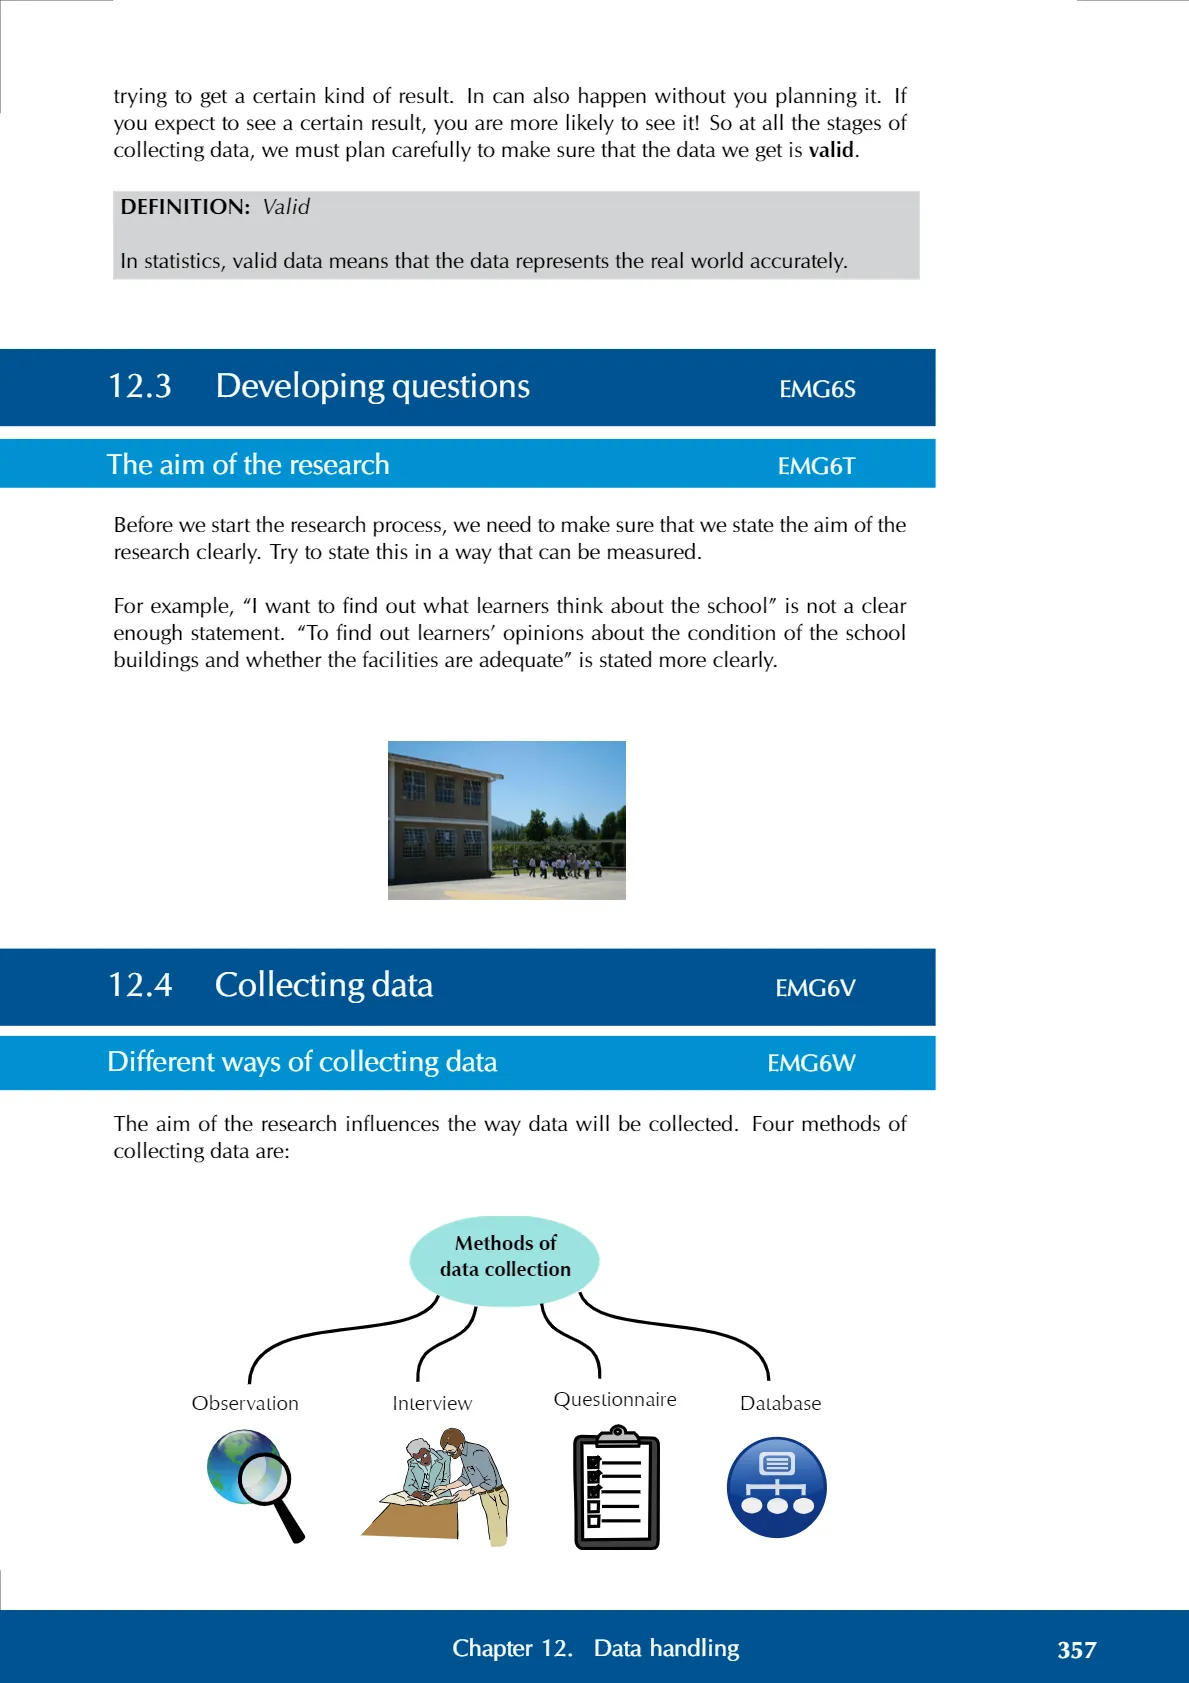 trying to get a certain kind of result. In can also happen without you planning it. If
you expect to see a certain result, you are more likely to see it! So at all the stages of
collecting data, we must plan carefully to make sure that the data we get is valid.
DEFINITION: Valid
In statistics, valid data means that the data represents the real world accurately.
12.3 Developing questions EMG6S
The aim of the research EMG6T
Before we start the research process, we need to make sure that we state the aim of the
research clearly. Try to state this in a way that can be measured.
For example, “I want to find out what learners think about the school” is not a clear
enough statement. “To find out learners’ opinions about the condition of the school
buildings and whether the facilities are adequate” is stated more clearly.
12.4 Collecting data EMG6V
Different ways of collecting data EMG6W
The aim of the research influences the way data will be collected. Four methods of
collecting data are:
Methods of
data collection
Observation Interview Questionnaire Database
Chapter 12. Data handling 357